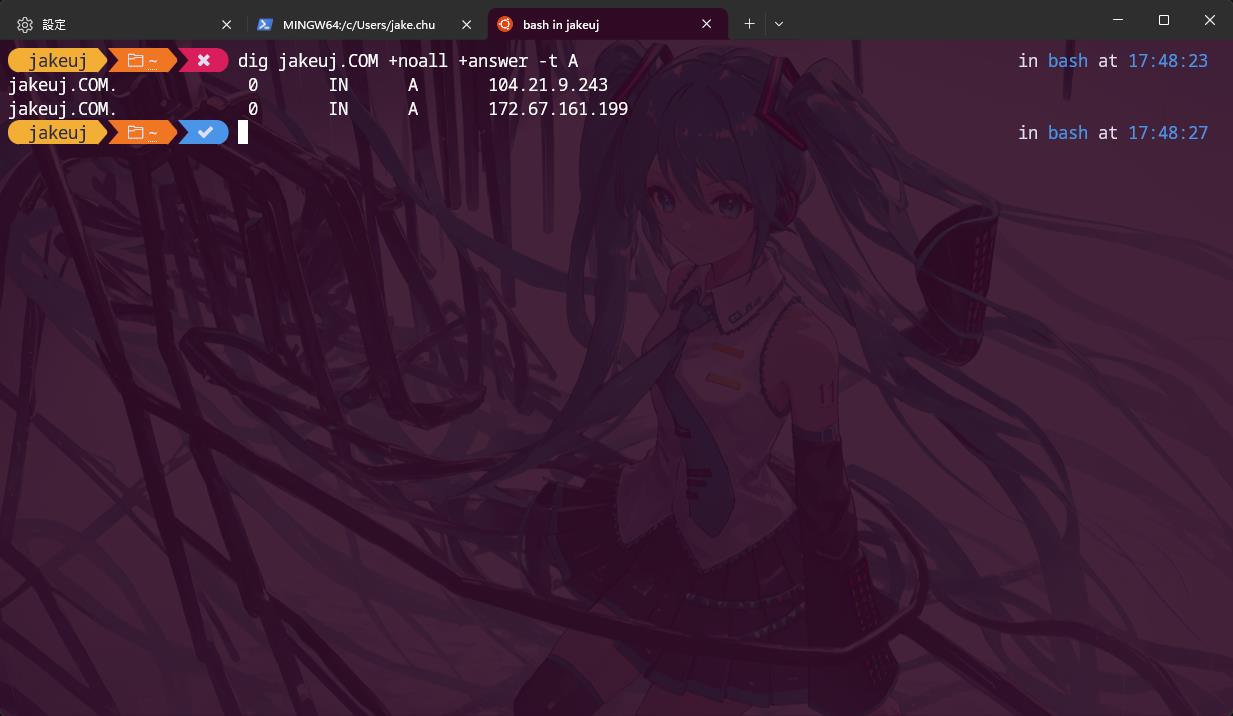 設定 MINGW64:/c/Users/jake.chu bash in jakeuj
jakeuj ~ dig jakeuj.COM +noall +answer -t A in bash at 17:48:23
jakeuj.COM. 0 IN A 104.21.9.243
jakeuj.COM. 0 IN A 172.67.161.199
jakeuj ~ in bash at 17:48:27